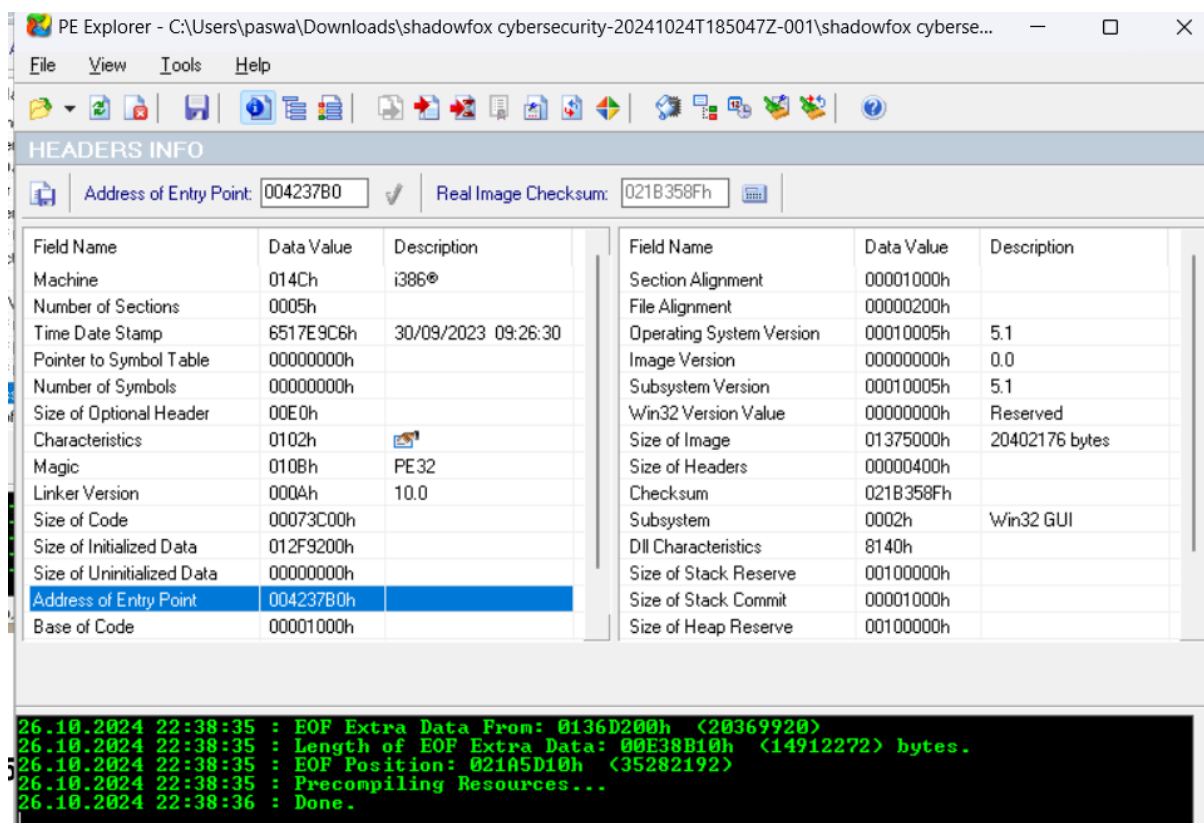 PE Explorer - C:\Users\paswa\Downloads\shadowfox cybersecurity-20241024T185047Z-001\shadowfox cyberse...
File View Tools Help
HEADERS INFO
Address of Entry Point: 004237B0 Real Image Checksum: 021B358Fh
Field Name Data Value Description Field Name Data Value Description
Machine 014Ch i386® Section Alignment 00001000h
Number of Sections 0005h File Alignment 00000200h
Time Date Stamp 6517E9C6h 30/09/2023 09:26:30 Operating System Version 00010005h 5.1
Pointer to Symbol Table 00000000h Image Version 00000000h 0.0
Number of Symbols 00000000h Subsystem Version 00010005h 5.1
Size of Optional Header 00E0h Win32 Version Value 00000000h Reserved
Characteristics 0102h Size of Image 01375000h 20402176 bytes
Magic 010Bh PE32 Size of Headers 00000400h
Linker Version 000Ah 10.0 Checksum 021B358Fh
Size of Code 00073C00h Subsystem 0002h Win32 GUI
Size of Initialized Data 012F9200h Dll Characteristics 8140h
Size of Uninitialized Data 00000000h Size of Stack Reserve 00100000h
Address of Entry Point 004237B0h Size of Stack Commit 00001000h
Base of Code 00001000h Size of Heap Reserve 00100000h
26.10.2024 22:38:35 : EOF Extra Data From: 0136D200h (20369920)
26.10.2024 22:38:35 : Length of EOF Extra Data: 00E38B10h (14912272) bytes.
26.10.2024 22:38:35 : EOF Position: 021A5D10h (35282192)
26.10.2024 22:38:35 : Precompiling Resources...
26.10.2024 22:38:36 : Done.